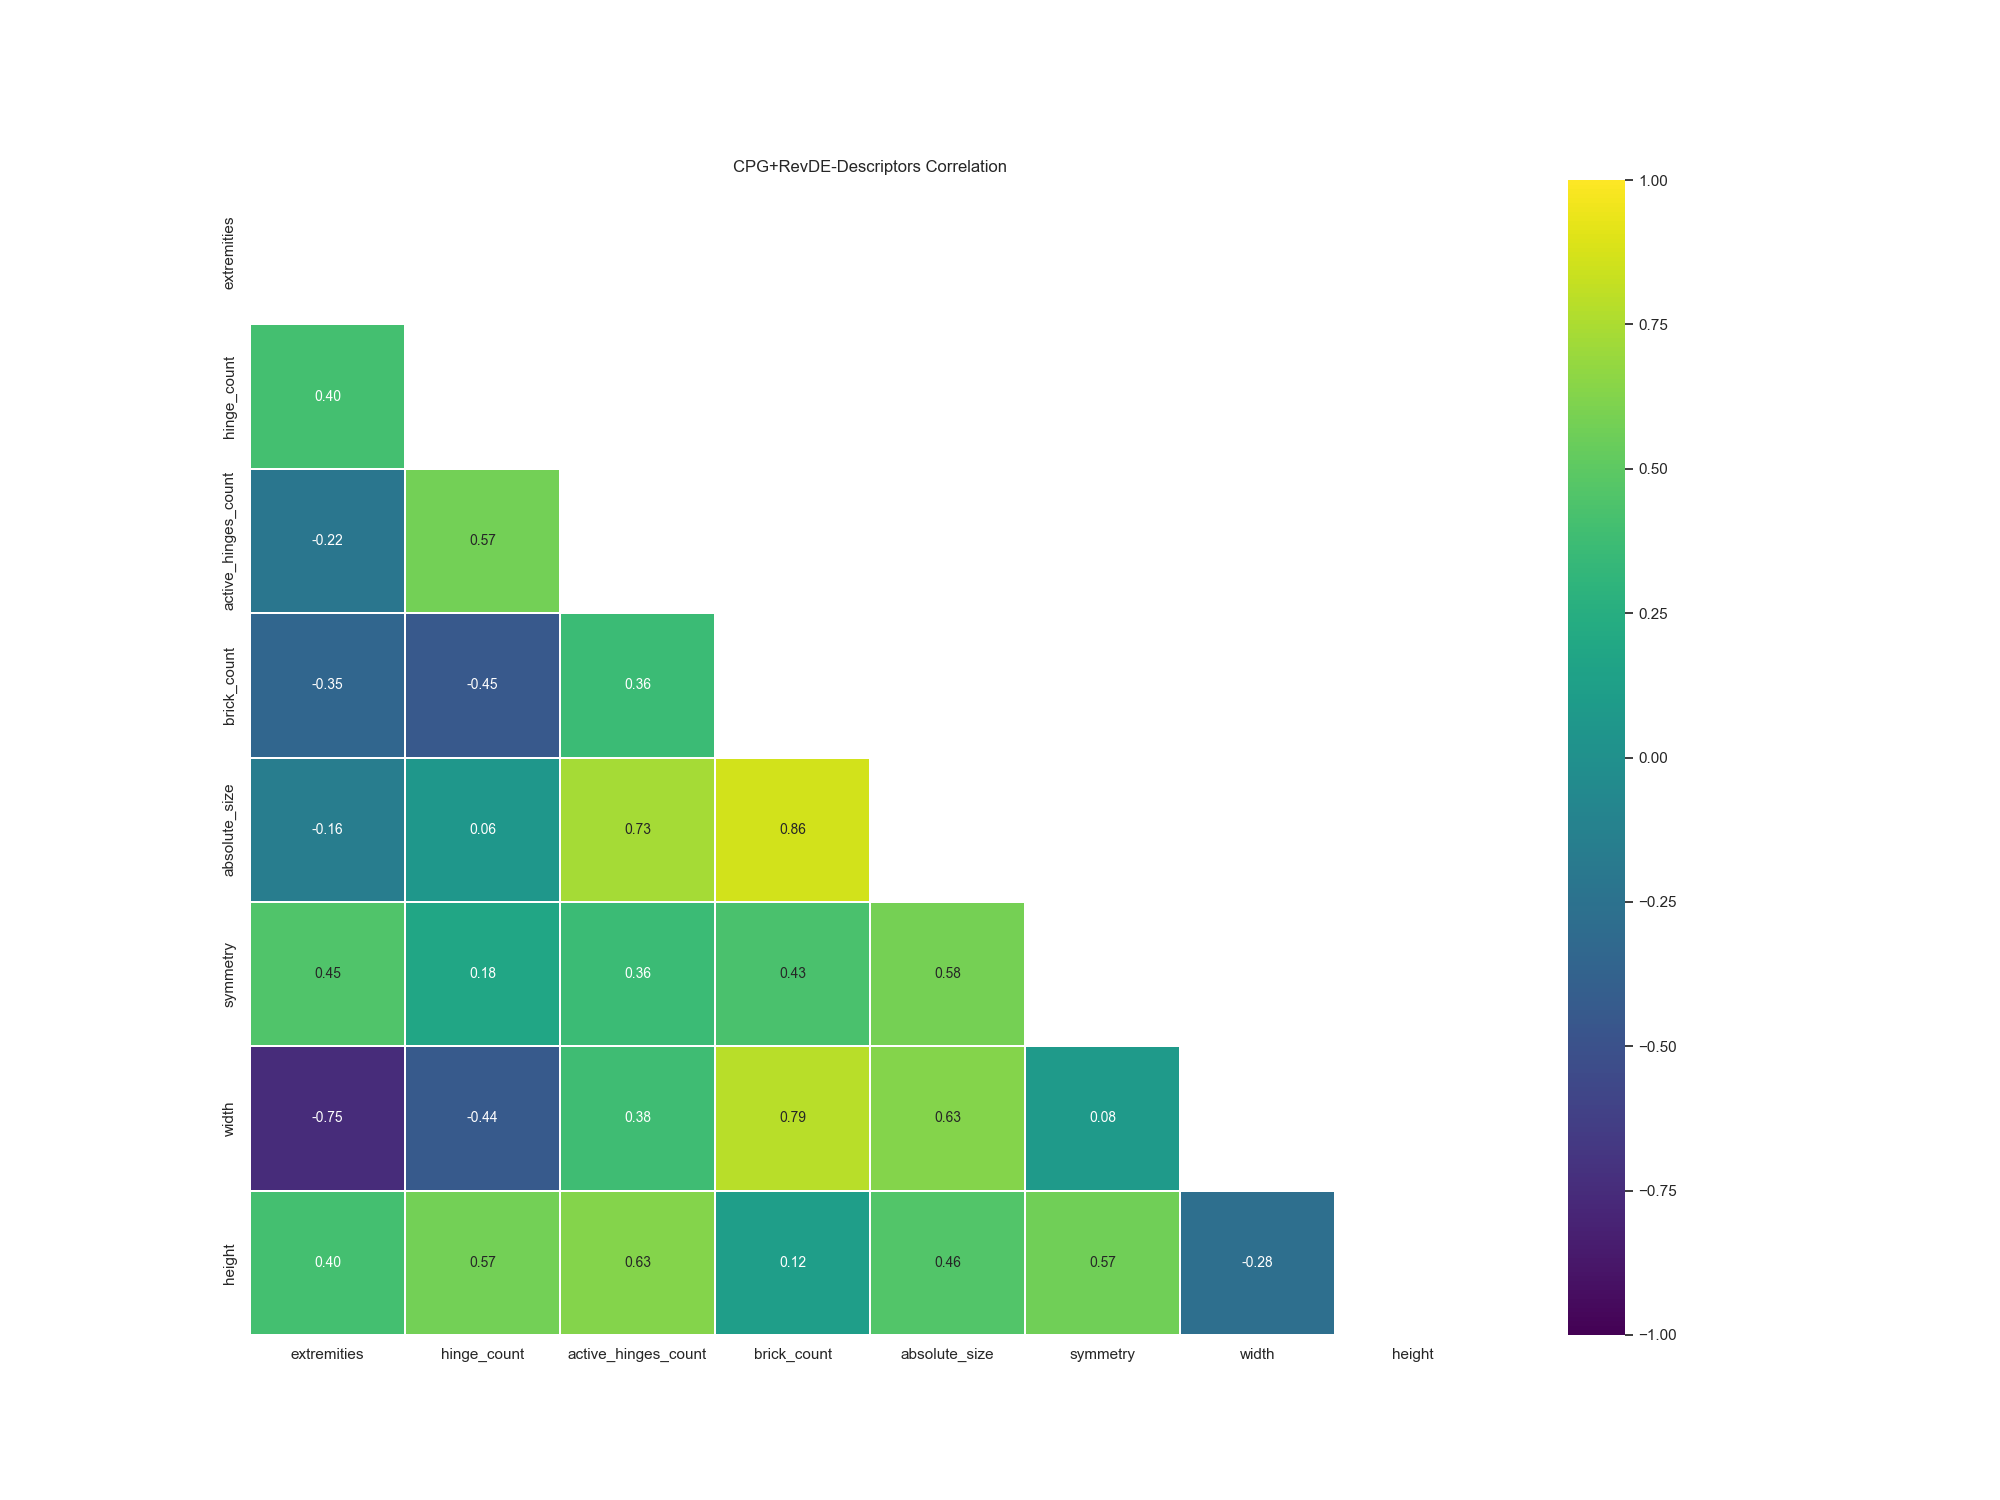 CPG+RevDE-Descriptors Correlation
1.00
extremities
0.75
hinge_count
0.40
0.50
active_hinges_count
-0.22 0.57
0.25
brick_count
-0.35 -0.45 0.36
0.00
absolute_size
-0.16 0.06 0.73 0.86
−0.25
symmetry
0.45 0.18 0.36 0.43 0.58
−0.50
width
-0.75 -0.44 0.38 0.79 0.63 0.08
−0.75
height
0.40 0.57 0.63 0.12 0.46 0.57 -0.28
−1.00
extremities hinge_count active_hinges_count brick_count absolute_size symmetry width height